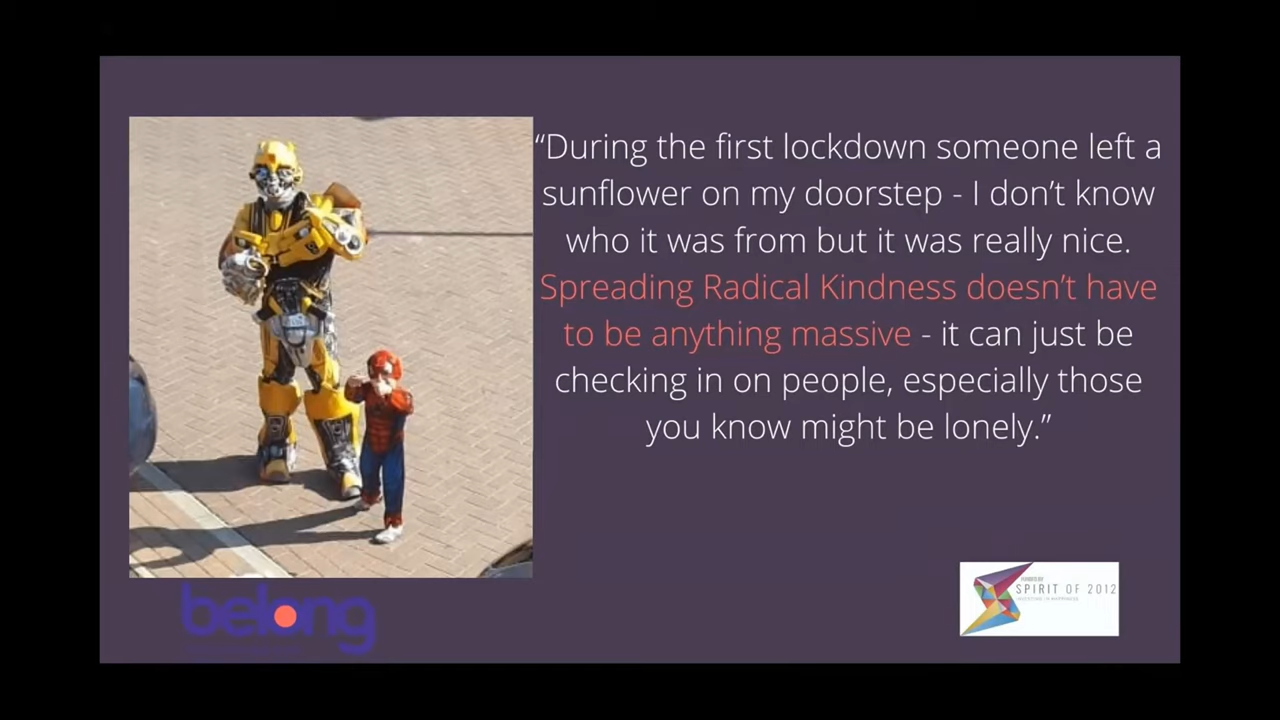 “During the first lockdown someone left a
sunflower on my doorstep - I don’t know
who it was from but it was really nice.
Spreading Radical Kindness doesn’t have
to be anything massive - it can just be
checking in on people, especially those
you know might be lonely.”
belong
FUNDED BY
SPIRIT OF 2012